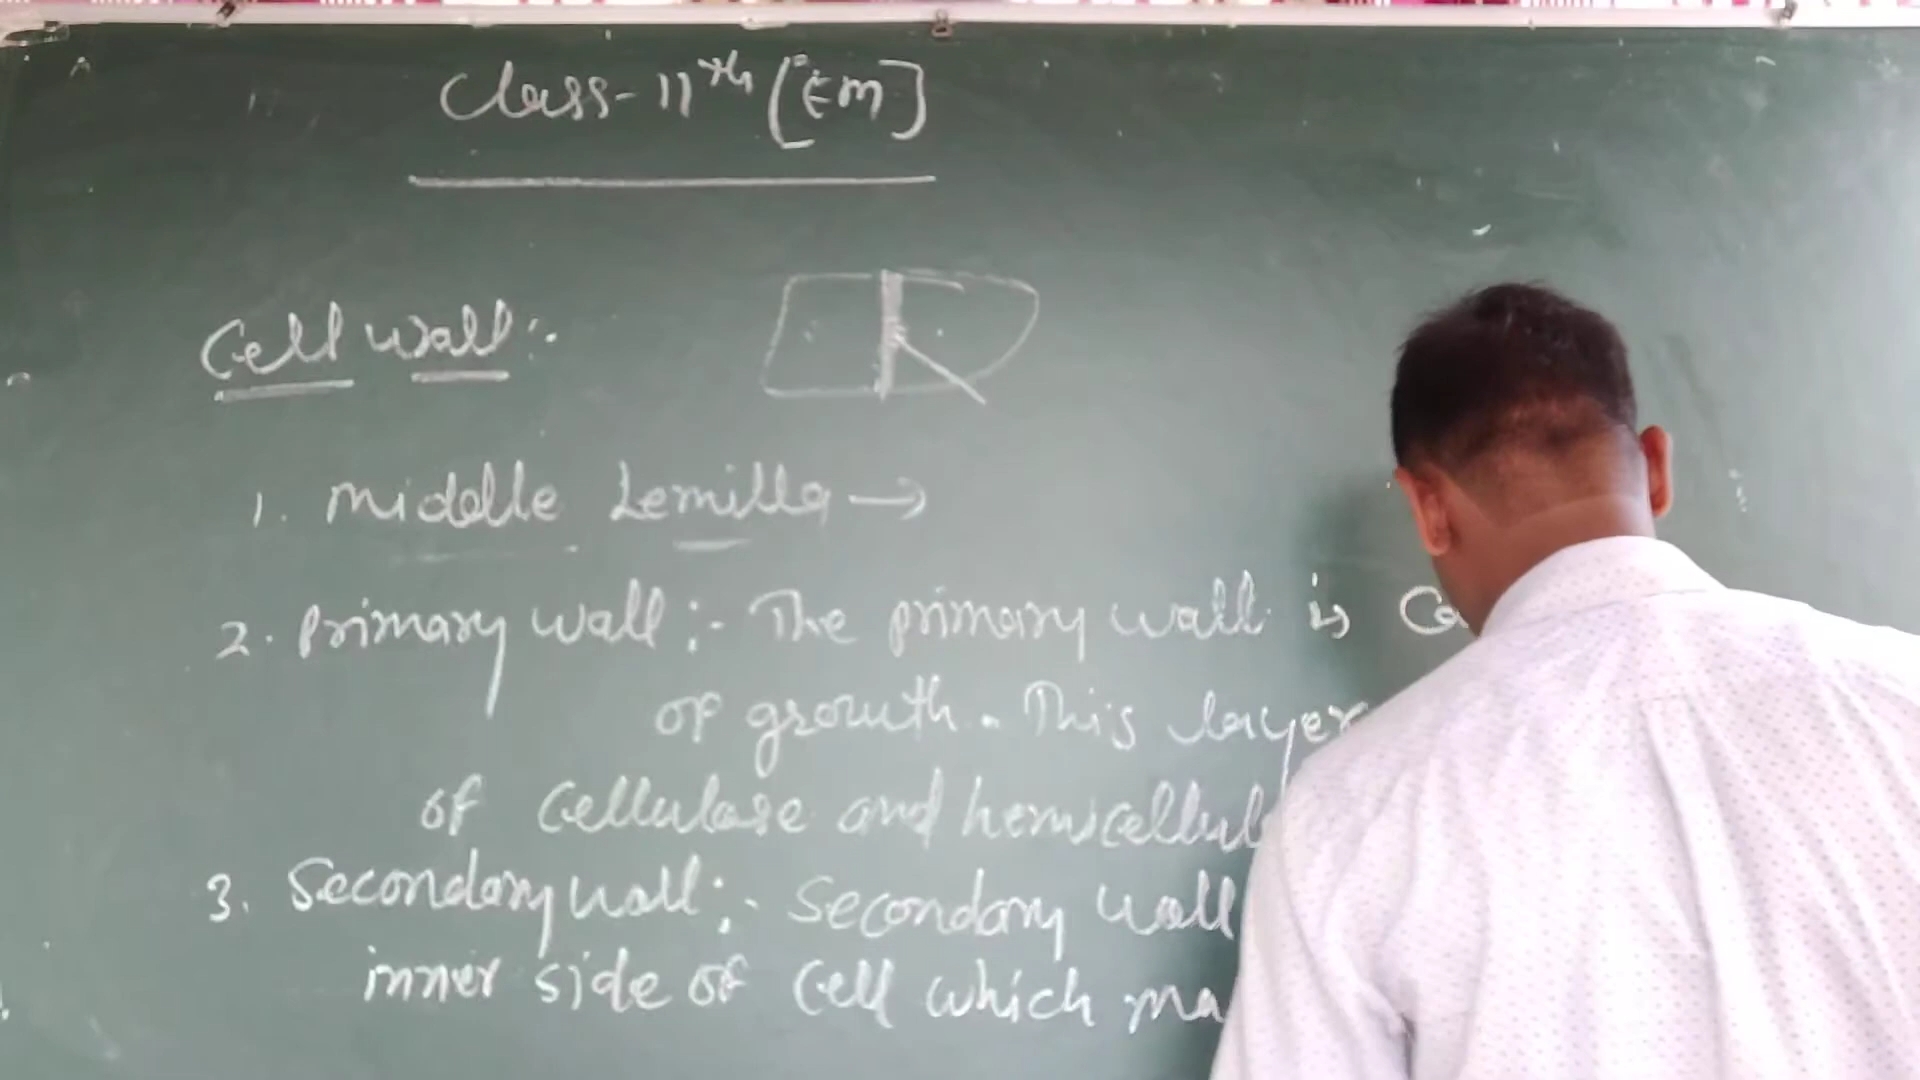 Class-11th [EM]
Cell Wall:-
1. Middle Lemilla →
2. Primary wall :- The primary wall is
of growth. This layer
of Cellulose and hemicellul
3. Secondary wall :- Secondary wall
inner side of Cell which ma